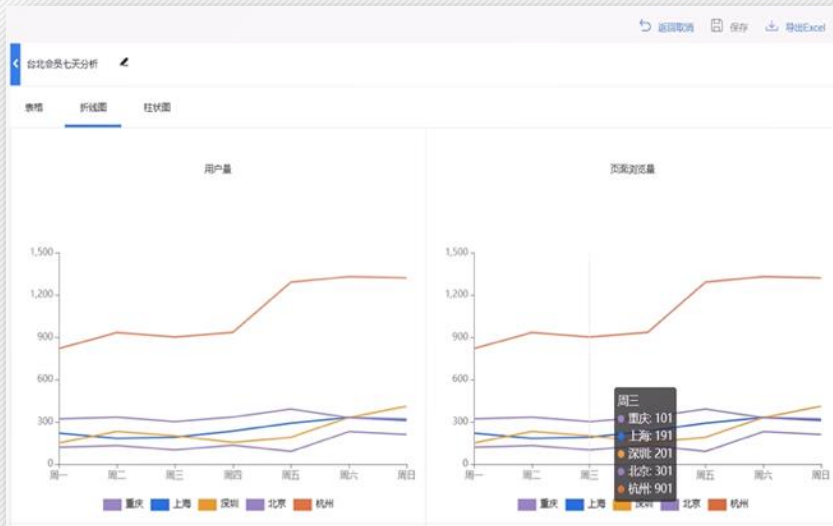 返回取消 保存 导出Excel
台北会员七天分析
表格 折线图 柱状图
用户量
1,500
1,200
900
600
300
0
周一 周二 周三 周四 周五 周六 周日
重庆 上海 深圳 北京 杭州
页面浏览量
1,500
1,200
900
600
300
0
周一 周二 周三 周四 周五 周六 周日
周三
重庆: 101
上海: 191
深圳: 201
北京: 301
杭州: 901
重庆 上海 深圳 北京 杭州